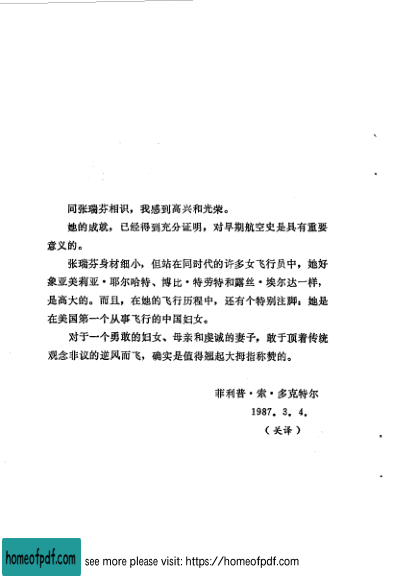 同张瑞芬相识，我感到高兴和光荣。
她的成就，已经得到充分证明，对早期航空史是具有重要
意义的。
张瑞芬身材细小，但站在同时代的许多女飞行员中，她好
象亚美莉亚·耶尔哈特、博比·特劳特和露丝·埃尔达一样，
是高大的。而且，在她的飞行历程中，还有个特别注脚：她是
在美国第一个从事飞行的中国妇女。
对于一个勇敢的妇女、母亲和虔诚的妻子，敢于顶着传统
观念非议的逆风而飞，确实是值得翘起大拇指称赞的。
菲利普·索·多克特尔
1987．3．4．
（关译）
homeofpdf.com
see more please visit: https://homeofpdf.com